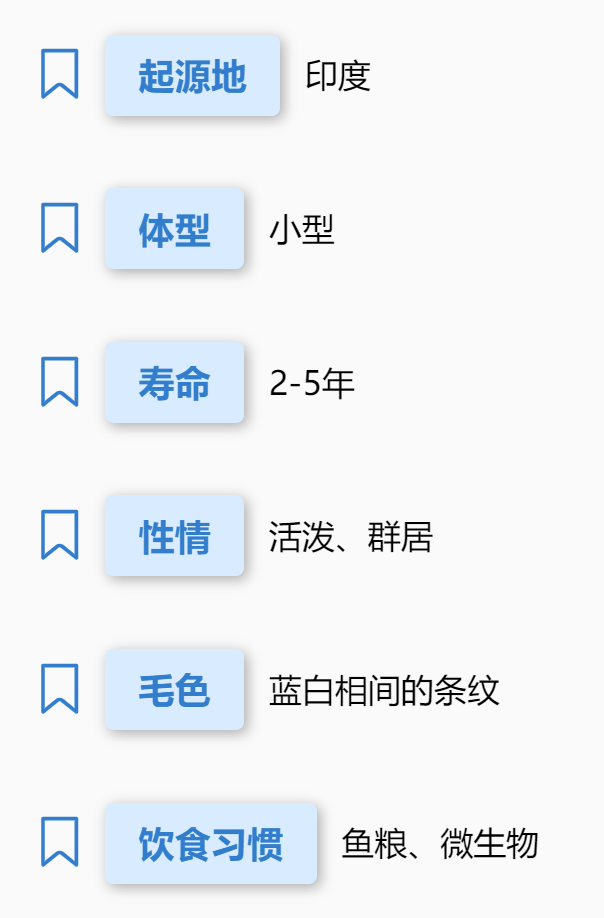 起源地 印度
体型 小型
寿命 2-5年
性情 活泼、群居
毛色 蓝白相间的条纹
饮食习惯 鱼粮、微生物